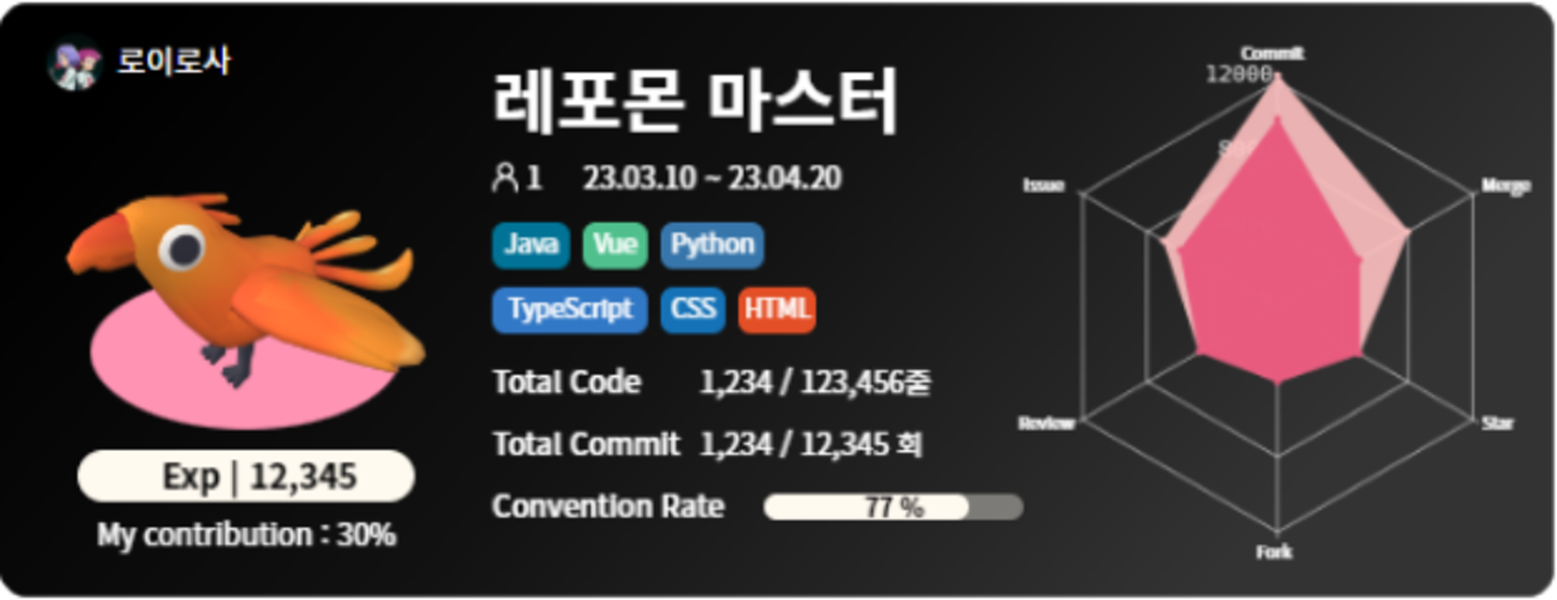 로이로사
Exp | 12,345
My contribution : 30%
레포몬 마스터
1 23.03.10 ~ 23.04.20
Java Vue Python
TypeScript CSS HTML
Total Code 1,234 / 123,456줄
Total Commit 1,234 / 12,345 회
Convention Rate 77 %
Commit
12000
Issue
Merge
Review
Star
Fork